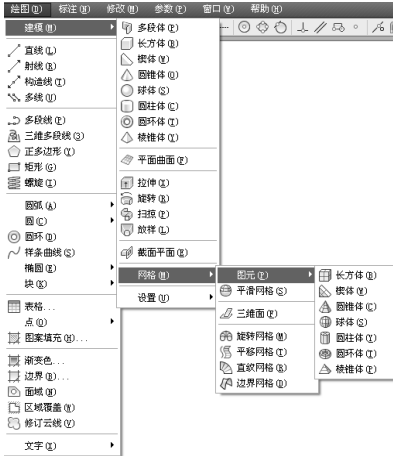 绘图(D) 标注(N) 修改(M) 参数(P) 窗口(W) 帮助(H)
建模(M)
直线(L)
射线(R)
构造线(T)
多线(U)
多段线(P)
三维多段线(3)
正多边形(Y)
矩形(G)
螺旋(I)
圆弧(A)
圆(C)
圆环(D)
样条曲线(S)
椭圆(E)
块(K)
表格...
点(O)
图案填充(H)...
渐变色...
边界(B)...
面域(N)
区域覆盖(W)
修订云线(V)
文字(X)
多段体(P)
长方体(B)
楔体(W)
圆锥体(O)
球体(S)
圆柱体(C)
圆环体(T)
棱锥体(Y)
平面曲面(F)
拉伸(X)
旋转(R)
扫掠(P)
放样(L)
截面平面(E)
网格(M)
设置(U)
图元(P)
平滑网格(S)
三维面(F)
旋转网格(M)
平移网格(T)
直纹网格(R)
边界网格(D)
长方体(B)
楔体(W)
圆锥体(C)
球体(S)
圆柱体(Y)
圆环体(T)
棱锥体(P)